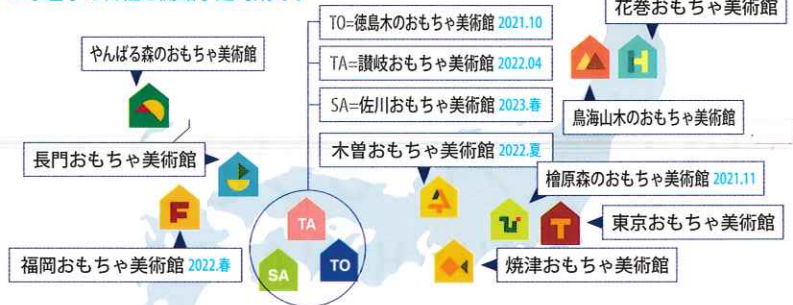 花巻おもちゃ美術館
TO=徳島木のおもちゃ美術館 2021.10
やんばる森のおもちゃ美術館
TA=讃岐おもちゃ美術館 2022.04
SA=佐川おもちゃ美術館 2023.春
鳥海山木のおもちゃ美術館
長門おもちゃ美術館
木曽おもちゃ美術館 2022.夏
檜原森のおもちゃ美術館 2021.11
東京おもちゃ美術館
福岡おもちゃ美術館 2022.春
焼津おもちゃ美術館
H
F
TA
SA
TO
T